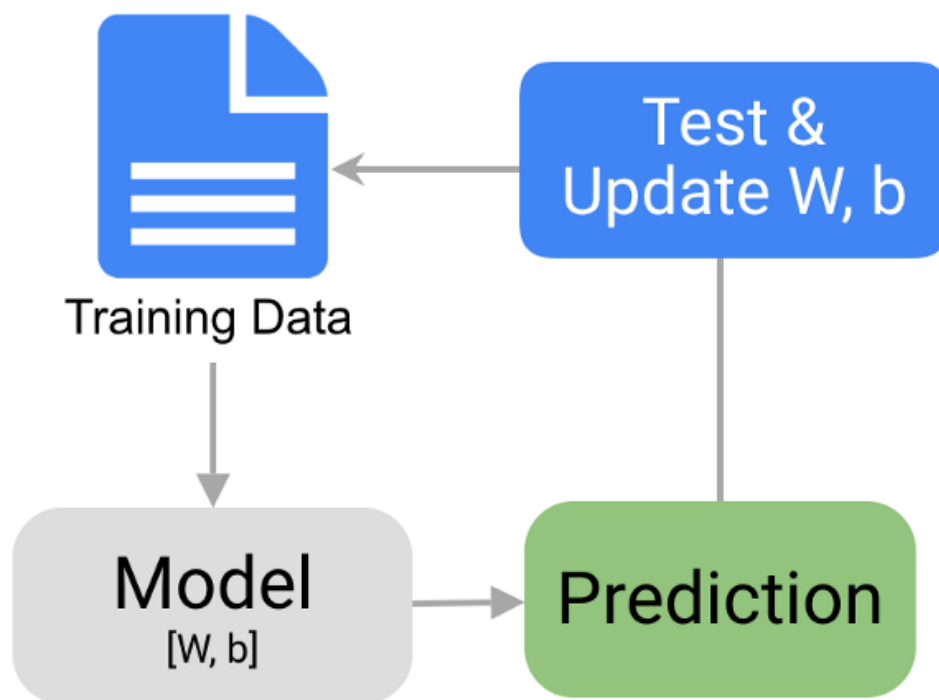 Test &
Update W, b
Training Data
Model
[W, b]
Prediction